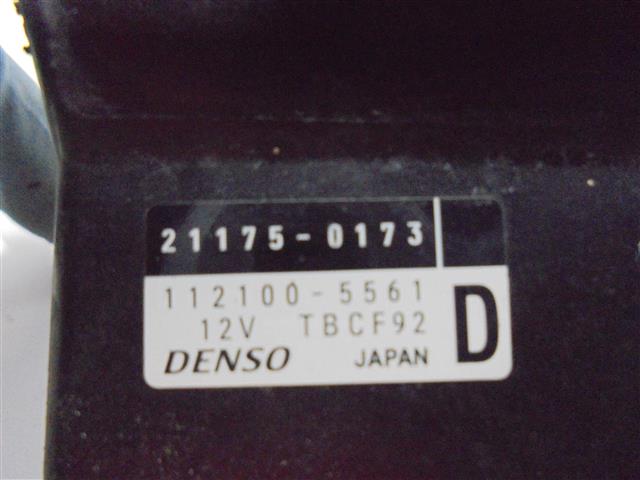 21175-0173
112100-5561
12V TBCF92
DENSO JAPAN
D